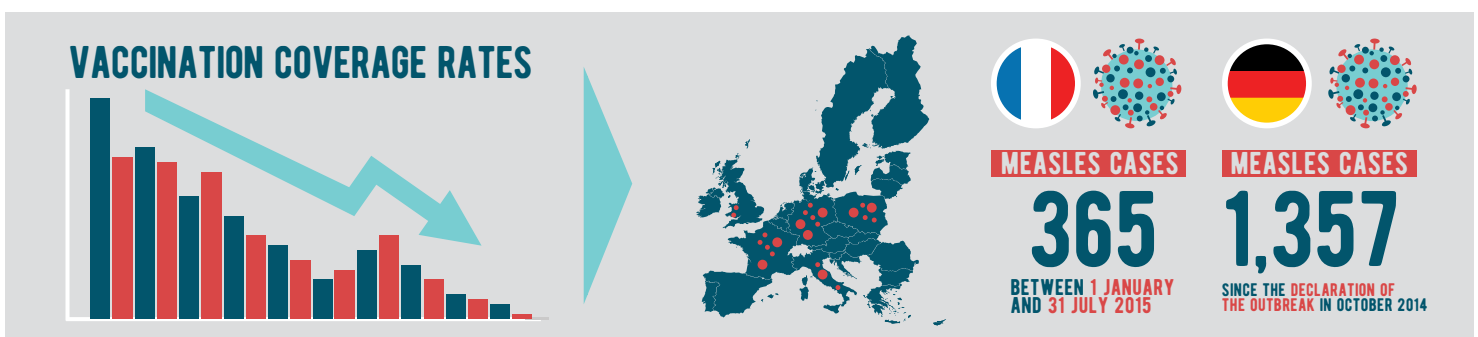 VACCINATION COVERAGE RATES
MEASLES CASES
365
BETWEEN 1 JANUARY
AND 31 JULY 2015
MEASLES CASES
1,357
SINCE THE DECLARATION OF
THE OUTBREAK IN OCTOBER 2014